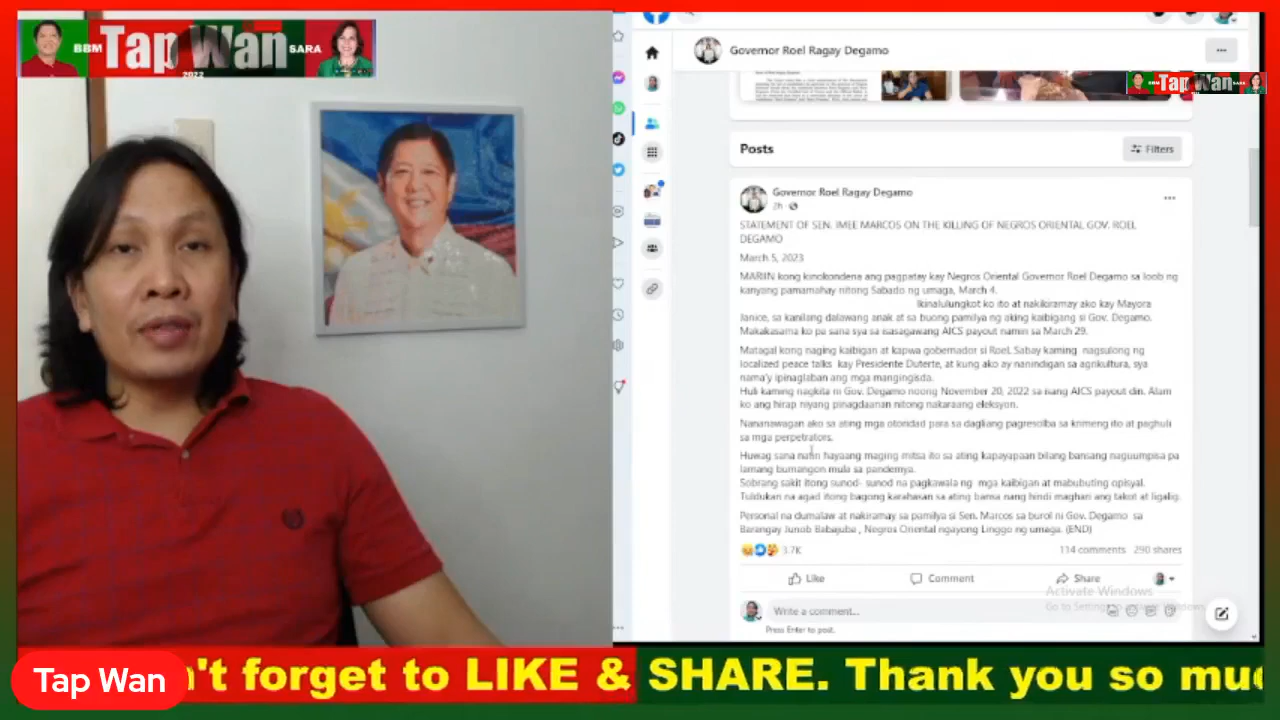 BBM Tap Wan SARA
2022
Governor Roel Ragay Degamo
BBM Tap Wan SARA
Posts
Filters
Governor Roel Ragay Degamo
2h
STATEMENT OF SEN. IMEE MARCOS ON THE KILLING OF NEGROS ORIENTAL GOV. ROEL
DEGAMO
March 5, 2023
MARIIN kong kinokondena ang pagpatay kay Negros Oriental Governor Roel Degamo sa loob ng
kanyang pamamahay nitong Sabado ng umaga, March 4.
Ikinalulungkot ko ito at nakikiramay ako kay Mayora
Janice, sa kanilang dalawang anak at sa buong pamilya ng aking kaibigang si Gov. Degamo.
Makakasama ko pa sana sya sa isasagawang AICS payout namin sa March 29.
Matagal kong naging kaibigan at kapwa gobernador si Roel. Sabay kaming nagsulong ng
localized peace talks kay Presidente Duterte, at kung ako ay nanindigan sa agrikultura, sya
nama'y ipinaglaban ang mga mangingisda.
Huli kaming nagkita ni Gov. Degamo noong November 20, 2022 sa isang AICS payout din. Alam
ko ang hirap niyang pinagdaanan nitong nakaraang eleksyon.
Nananawagan ako sa ating mga otoridad para sa dagliang pagresolba sa krimeng ito at paghuli
sa mga perpetrators.
Huwag sana natin hayaang maging mitsa ito sa ating kapayapaan bilang bansang naguumpisa pa
lamang bumangon mula sa pandemya.
Sobrang sakit itong sunod- sunod na pagkawala ng mga kaibigan at mabubuting opisyal.
Tuldukan na agad itong bagong karahasan sa ating bansa nang hindi maghari ang takot at ligalig.
Personal na dumalaw at nakiramay sa pamilya si Sen. Marcos sa burol ni Gov. Degamo sa
Barangay Junob Babajuba , Negros Oriental ngayong Linggo ng umaga. (END)
3.7K 114 comments 290 shares
Like Comment Share
Activate Windows
Write a comment...
Press Enter to post.
Tap Wan
n't forget to LIKE & SHARE. Thank you so muc